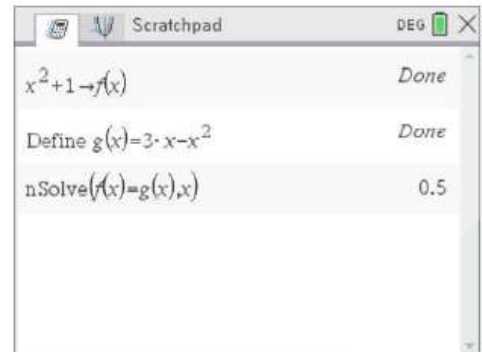 Scratchpad DEG
x²+1→f(x) Done
Define g(x)=3·x−x² Done
nSolve(f(x)=g(x),x) 0.5